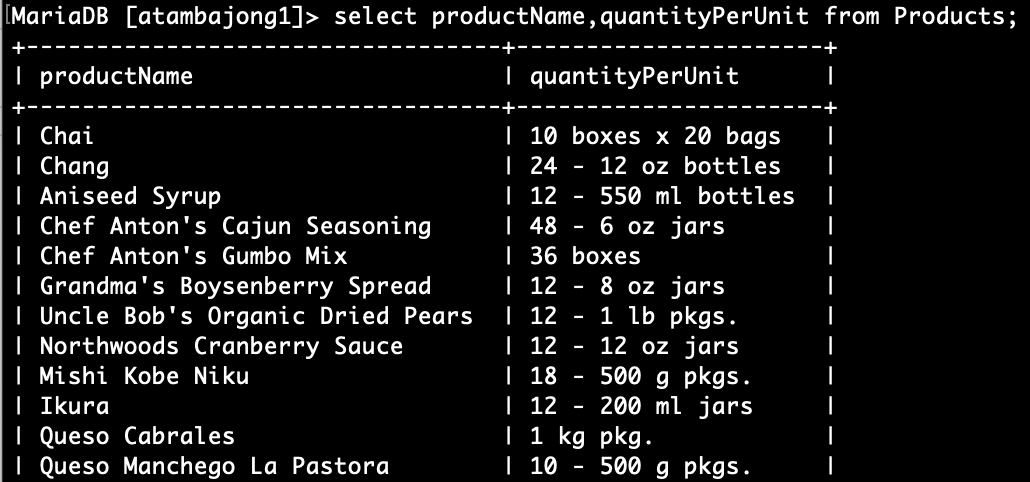 [MariaDB [atambajong1]> select productName,quantityPerUnit from Products;
+----------------------------------+----------------------+
| productName                      | quantityPerUnit      |
+----------------------------------+----------------------+
| Chai                             | 10 boxes x 20 bags   |
| Chang                            | 24 - 12 oz bottles   |
| Aniseed Syrup                    | 12 - 550 ml bottles  |
| Chef Anton's Cajun Seasoning     | 48 - 6 oz jars       |
| Chef Anton's Gumbo Mix           | 36 boxes             |
| Grandma's Boysenberry Spread     | 12 - 8 oz jars       |
| Uncle Bob's Organic Dried Pears  | 12 - 1 lb pkgs.      |
| Northwoods Cranberry Sauce       | 12 - 12 oz jars      |
| Mishi Kobe Niku                  | 18 - 500 g pkgs.     |
| Ikura                            | 12 - 200 ml jars     |
| Queso Cabrales                   | 1 kg pkg.            |
| Queso Manchego La Pastora        | 10 - 500 g pkgs.     |